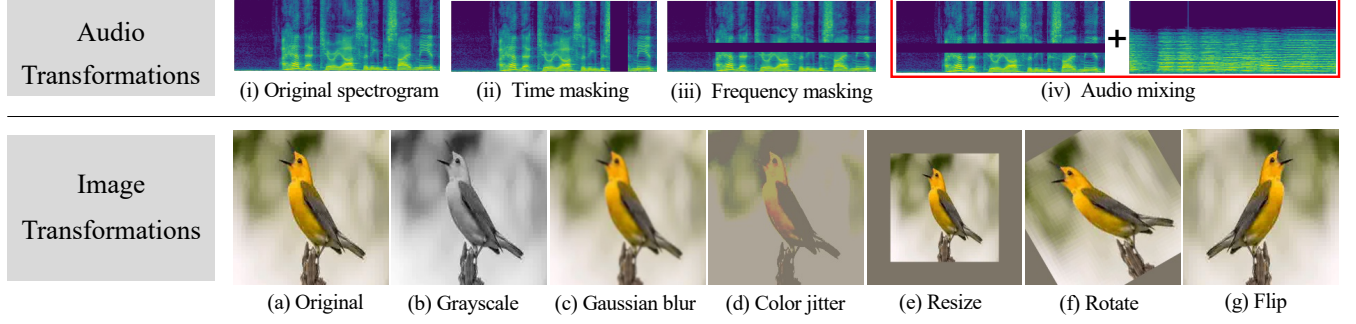 Audio
Transformations
(i) Original spectrogram
(ii) Time masking
(iii) Frequency masking
+
(iv) Audio mixing
Image
Transformations
(a) Original
(b) Grayscale
(c) Gaussian blur
(d) Color jitter
(e) Resize
(f) Rotate
(g) Flip